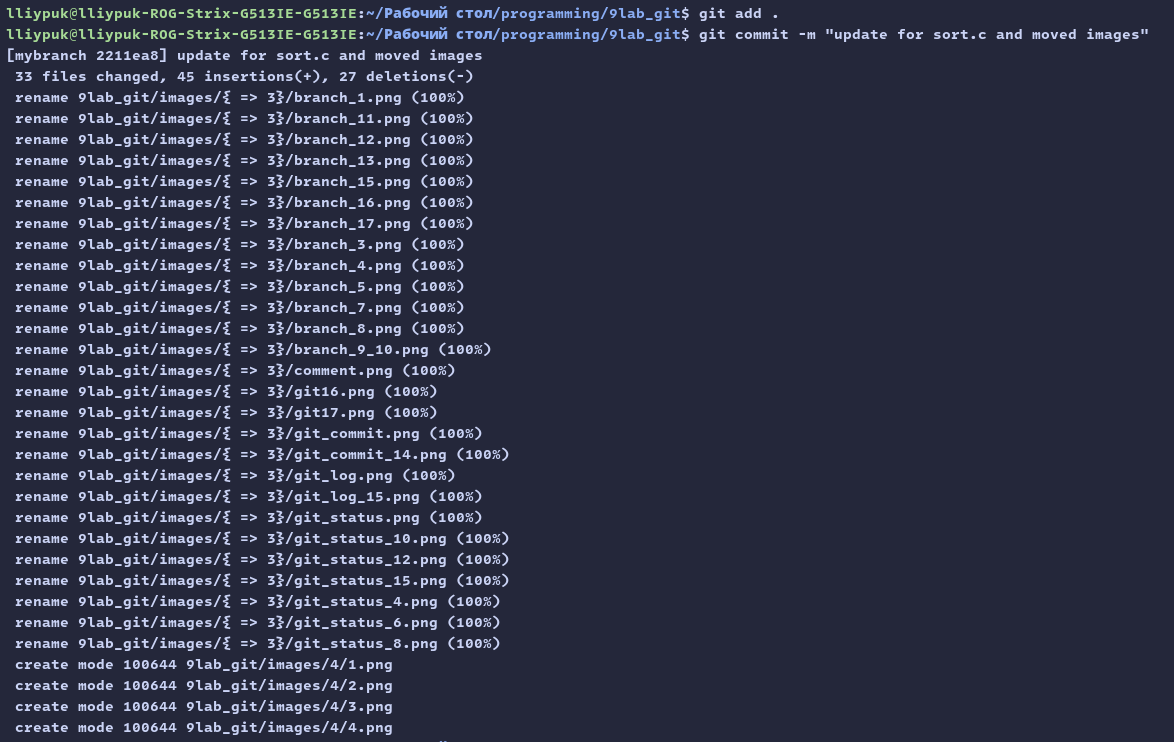 lliypuk@lliypuk-ROG-Strix-G513IE-G513IE:~/Рабочий стол/programming/9lab_git$ git add .
lliypuk@lliypuk-ROG-Strix-G513IE-G513IE:~/Рабочий стол/programming/9lab_git$ git commit -m "update for sort.c and moved images"
[mybranch 2211ea8] update for sort.c and moved images
 33 files changed, 45 insertions(+), 27 deletions(-)
 rename 9lab_git/images/{ => 3}/branch_1.png (100%)
 rename 9lab_git/images/{ => 3}/branch_11.png (100%)
 rename 9lab_git/images/{ => 3}/branch_12.png (100%)
 rename 9lab_git/images/{ => 3}/branch_13.png (100%)
 rename 9lab_git/images/{ => 3}/branch_15.png (100%)
 rename 9lab_git/images/{ => 3}/branch_16.png (100%)
 rename 9lab_git/images/{ => 3}/branch_17.png (100%)
 rename 9lab_git/images/{ => 3}/branch_3.png (100%)
 rename 9lab_git/images/{ => 3}/branch_4.png (100%)
 rename 9lab_git/images/{ => 3}/branch_5.png (100%)
 rename 9lab_git/images/{ => 3}/branch_7.png (100%)
 rename 9lab_git/images/{ => 3}/branch_8.png (100%)
 rename 9lab_git/images/{ => 3}/branch_9_10.png (100%)
 rename 9lab_git/images/{ => 3}/comment.png (100%)
 rename 9lab_git/images/{ => 3}/git16.png (100%)
 rename 9lab_git/images/{ => 3}/git17.png (100%)
 rename 9lab_git/images/{ => 3}/git_commit.png (100%)
 rename 9lab_git/images/{ => 3}/git_commit_14.png (100%)
 rename 9lab_git/images/{ => 3}/git_log.png (100%)
 rename 9lab_git/images/{ => 3}/git_log_15.png (100%)
 rename 9lab_git/images/{ => 3}/git_status.png (100%)
 rename 9lab_git/images/{ => 3}/git_status_10.png (100%)
 rename 9lab_git/images/{ => 3}/git_status_12.png (100%)
 rename 9lab_git/images/{ => 3}/git_status_15.png (100%)
 rename 9lab_git/images/{ => 3}/git_status_4.png (100%)
 rename 9lab_git/images/{ => 3}/git_status_6.png (100%)
 rename 9lab_git/images/{ => 3}/git_status_8.png (100%)
 create mode 100644 9lab_git/images/4/1.png
 create mode 100644 9lab_git/images/4/2.png
 create mode 100644 9lab_git/images/4/3.png
 create mode 100644 9lab_git/images/4/4.png